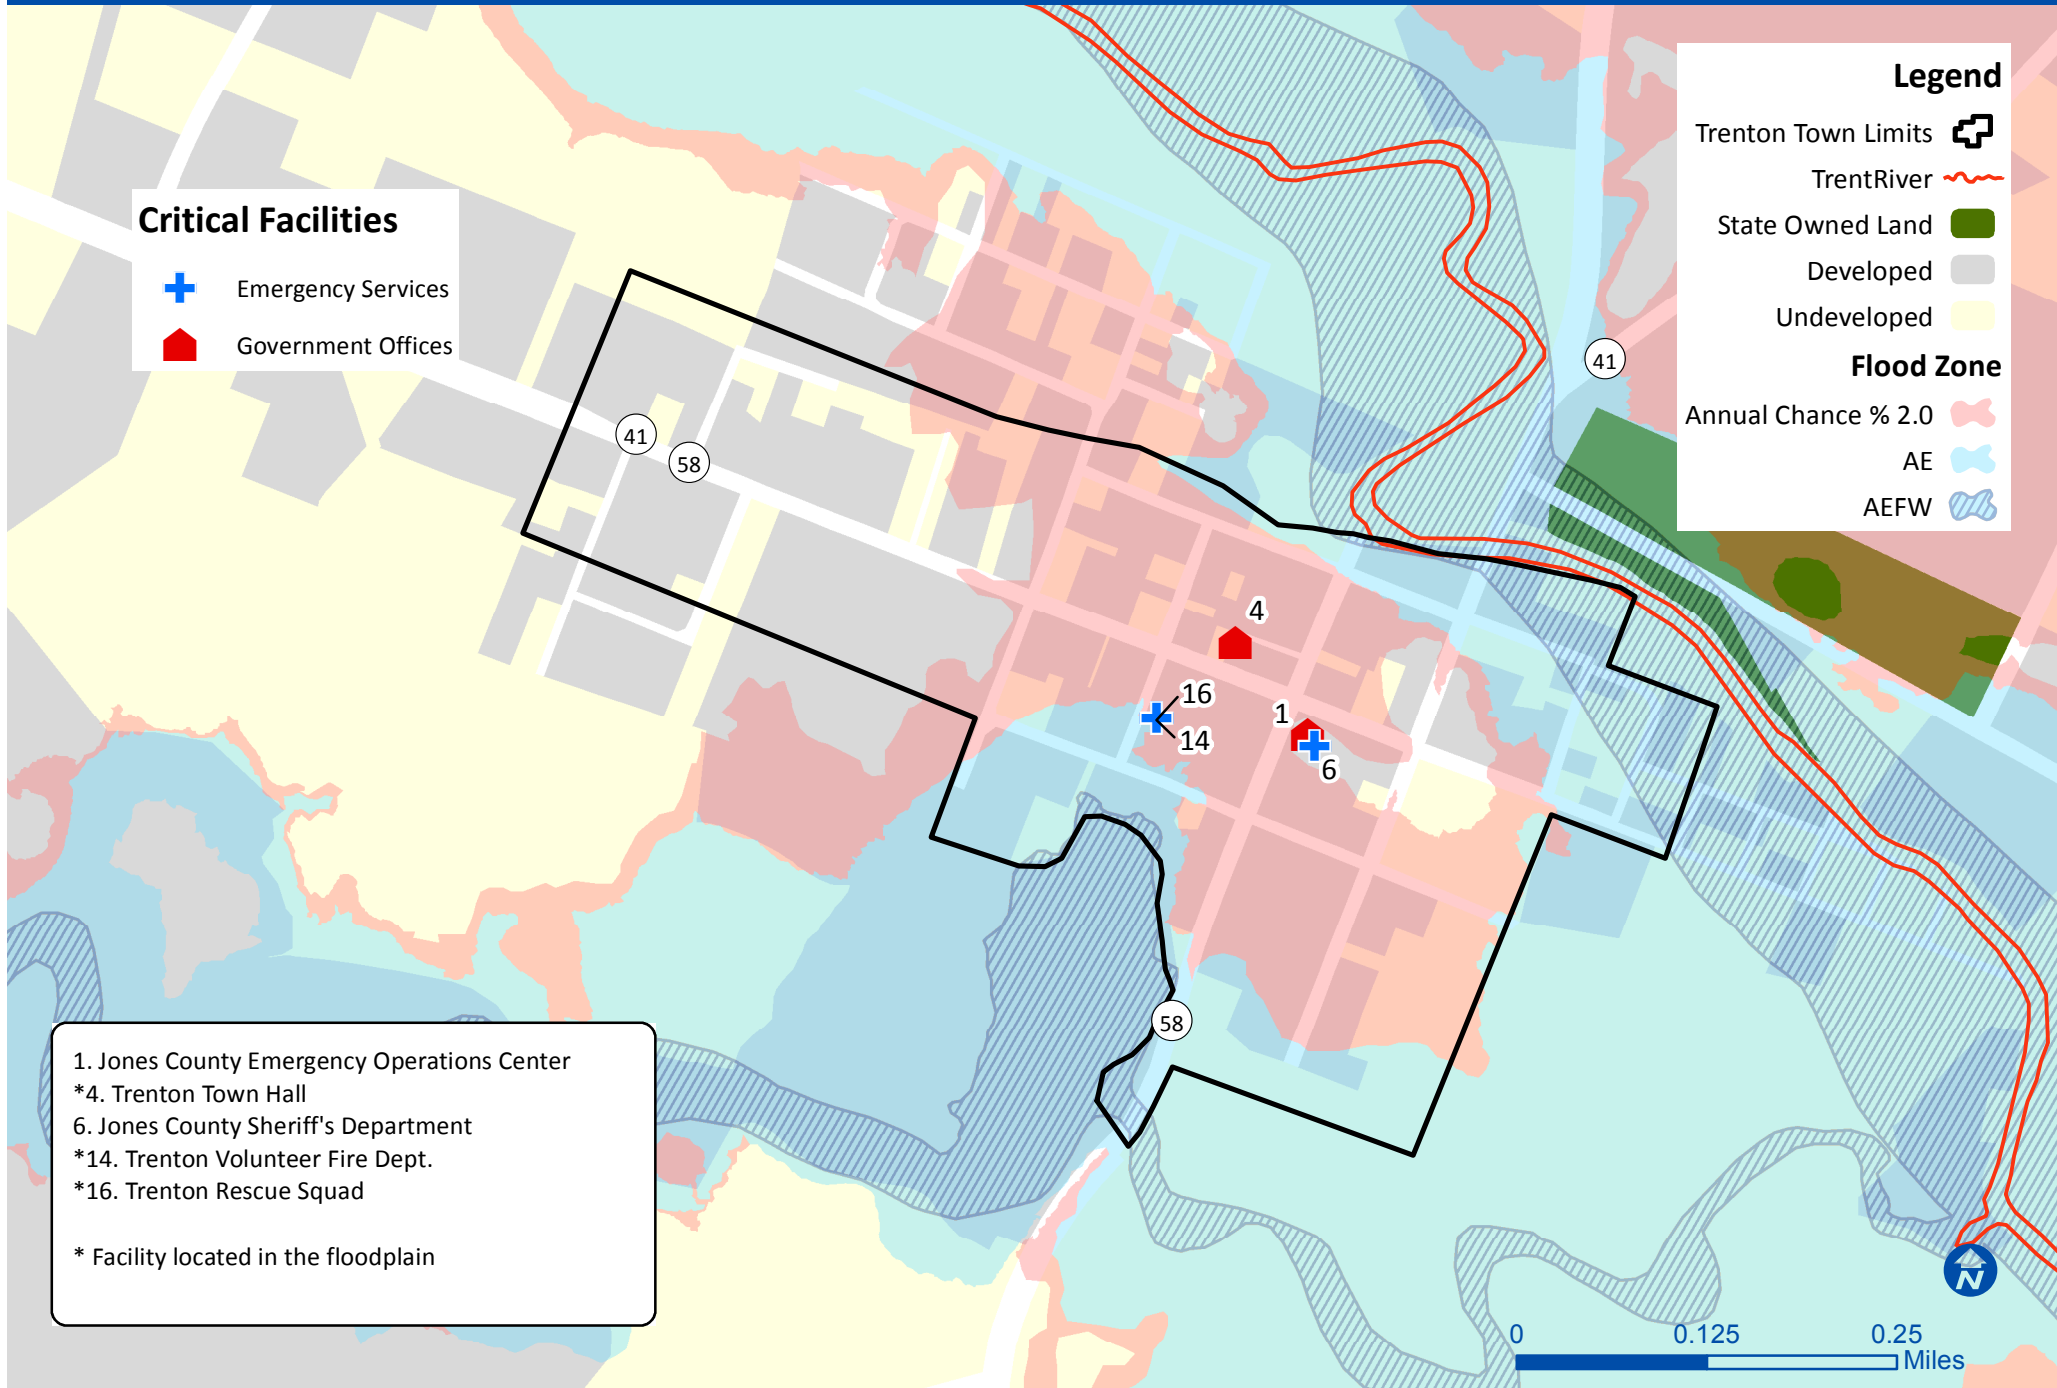 Critical Facilities
Emergency Services
Government Offices
Legend
Trenton Town Limits
TrentRiver
State Owned Land
Developed
Undeveloped
Flood Zone
Annual Chance % 2.0
AE
AEFW
41
41
58
4
16
1
14
6
58
1. Jones County Emergency Operations Center
*4. Trenton Town Hall
6. Jones County Sheriff's Department
*14. Trenton Volunteer Fire Dept.
*16. Trenton Rescue Squad
* Facility located in the floodplain
N
0 0.125 0.25
Miles